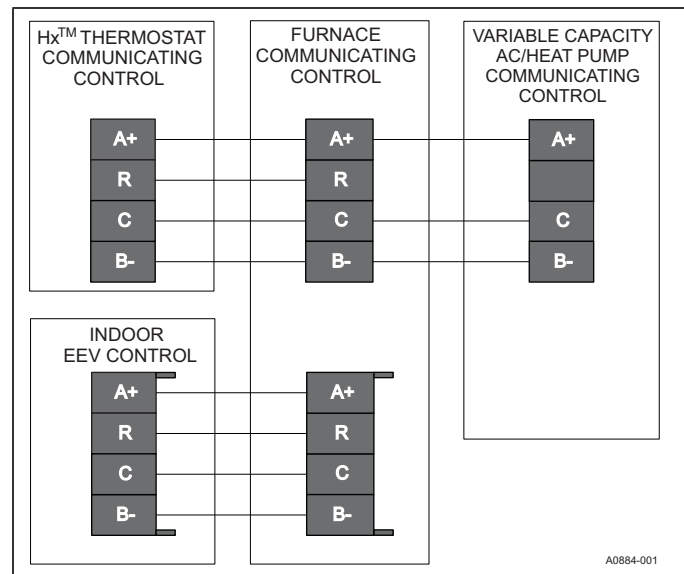 Hx™ THERMOSTAT
COMMUNICATING
CONTROL
A+
R
C
B-
FURNACE
COMMUNICATING
CONTROL
A+
R
C
B-
VARIABLE CAPACITY
AC/HEAT PUMP
COMMUNICATING
CONTROL
A+
C
B-
INDOOR
EEV CONTROL
A+
R
C
B-
A+
R
C
B-
A0884-001